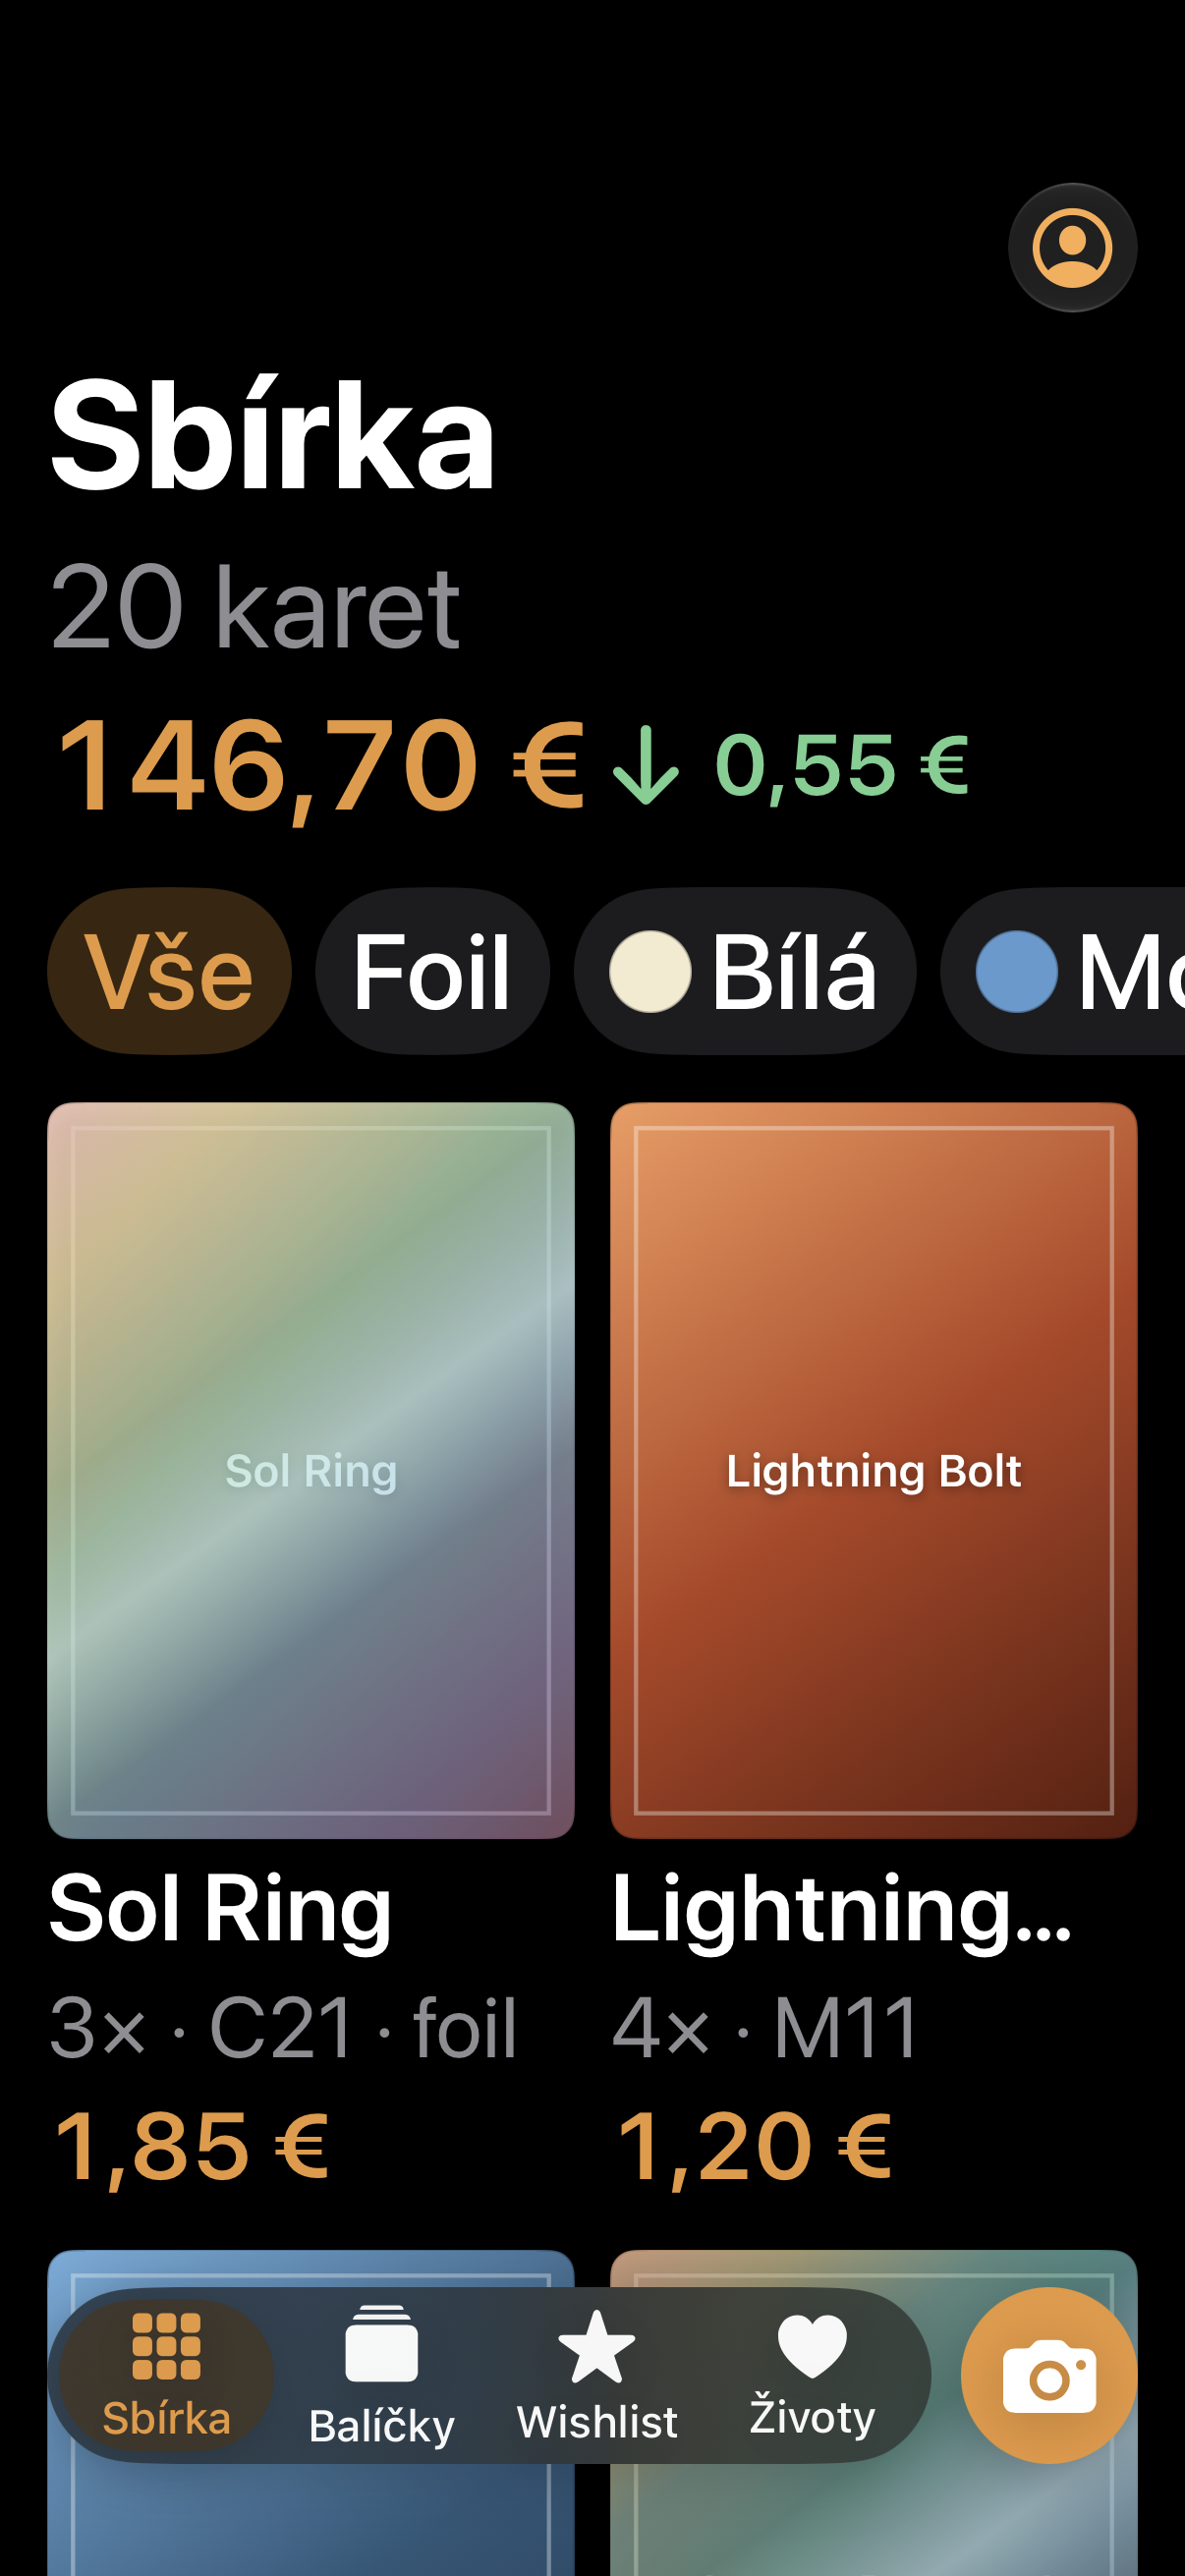 Sbírka
20 karet
146,70 € ↓ 0,55 €
Vše Foil Bílá
Sol Ring Lightning Bolt
Sol Ring Lightning...
3× · C21 · foil 4× · M11
1,85 € 1,20 €
Sbírka Balíčky Wishlist Životy